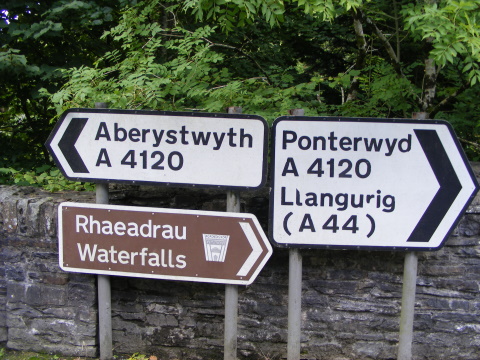 Aberystwyth
A 4120
Rhaeadrau
Waterfalls
Ponterwyd
A 4120
Llangurig
(A 44)